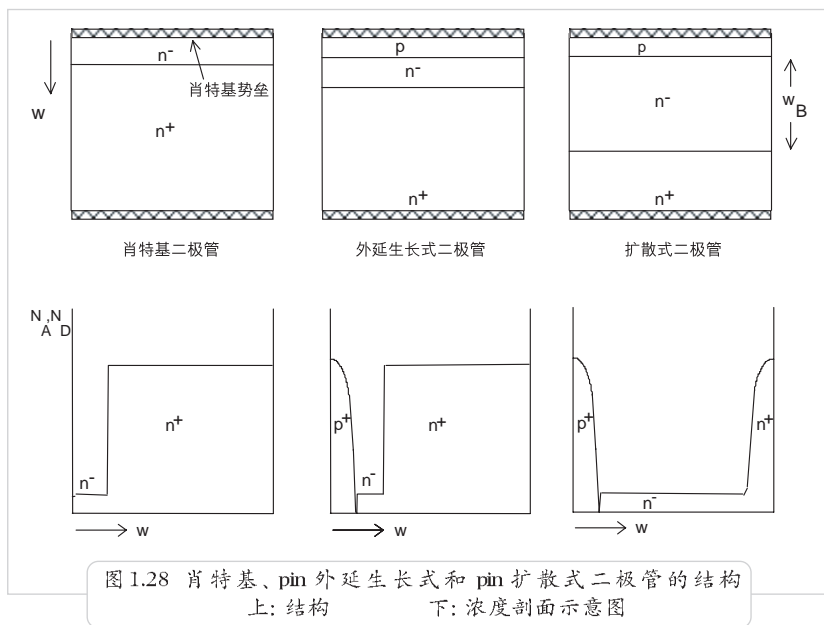 n-
肖特基势垒
w
n+
肖特基二极管
p
n-
n+
外延生长式二极管
p
n-
wB
n+
扩散式二极管
NA,ND
n+
n-
w
p+
n+
n-
w
p+
n+
n-
w
图1.28 肖特基、pin 外延生长式和 pin 扩散式二极管的结构
上: 结构 下: 浓度剖面示意图